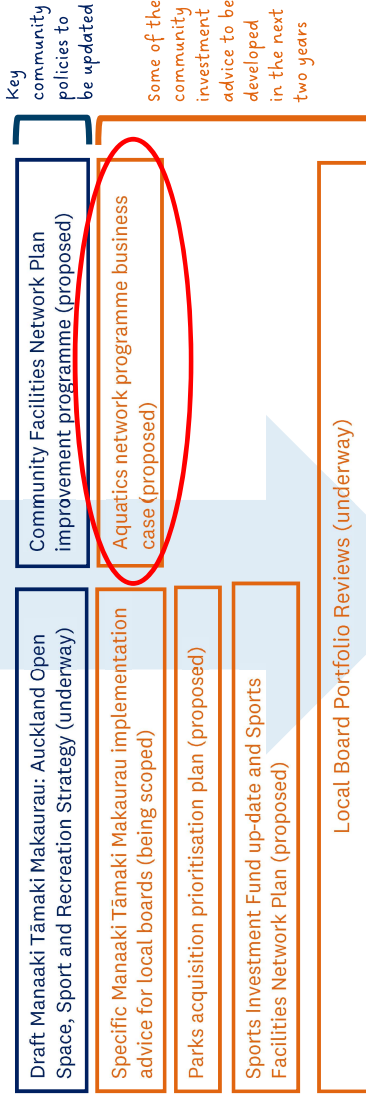 Key
community
policies to
be updated
Some of the
community
investment
advice to be
developed
in the next
two years
Draft Manaaki Tāmaki Makaurau: Auckland Open
Space, Sport and Recreation Strategy (underway)
Community Facilities Network Plan
improvement programme (proposed)
Specific Manaaki Tāmaki Makaurau implementation
advice for local boards (being scoped)
Aquatics network programme business
case (proposed)
Parks acquisition prioritisation plan (proposed)
Sports Investment Fund up-date and Sports
Facilities Network Plan (proposed)
Local Board Portfolio Reviews (underway)